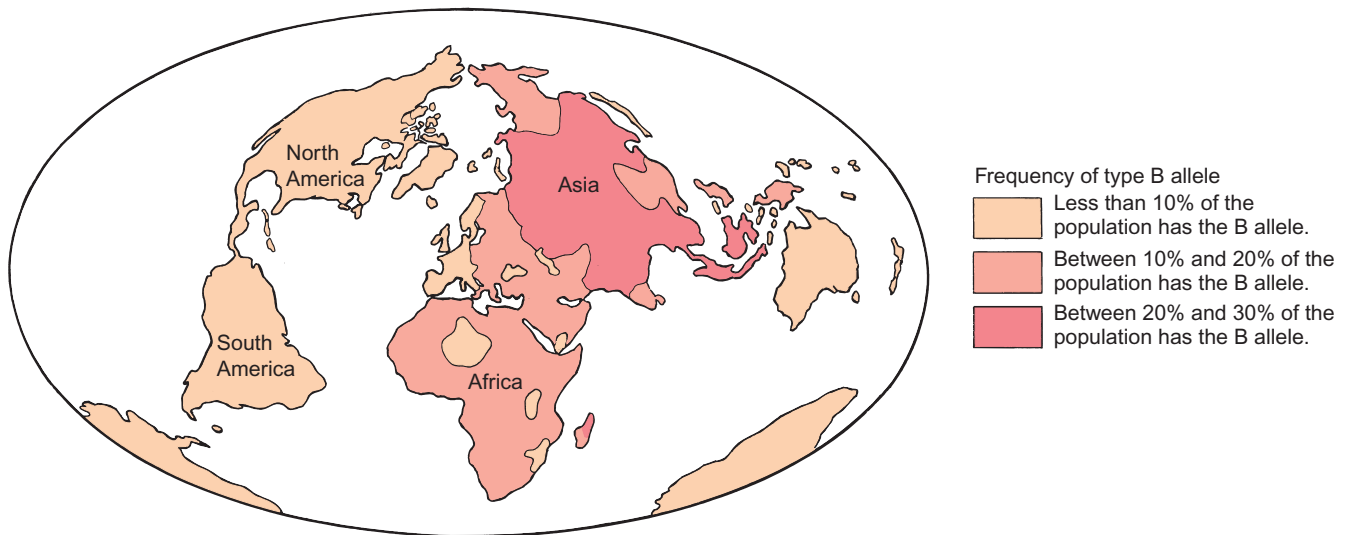 North
America
Asia
South
America
Africa
Frequency of type B allele
Less than 10% of the
population has the B allele.
Between 10% and 20% of the
population has the B allele.
Between 20% and 30% of the
population has the B allele.